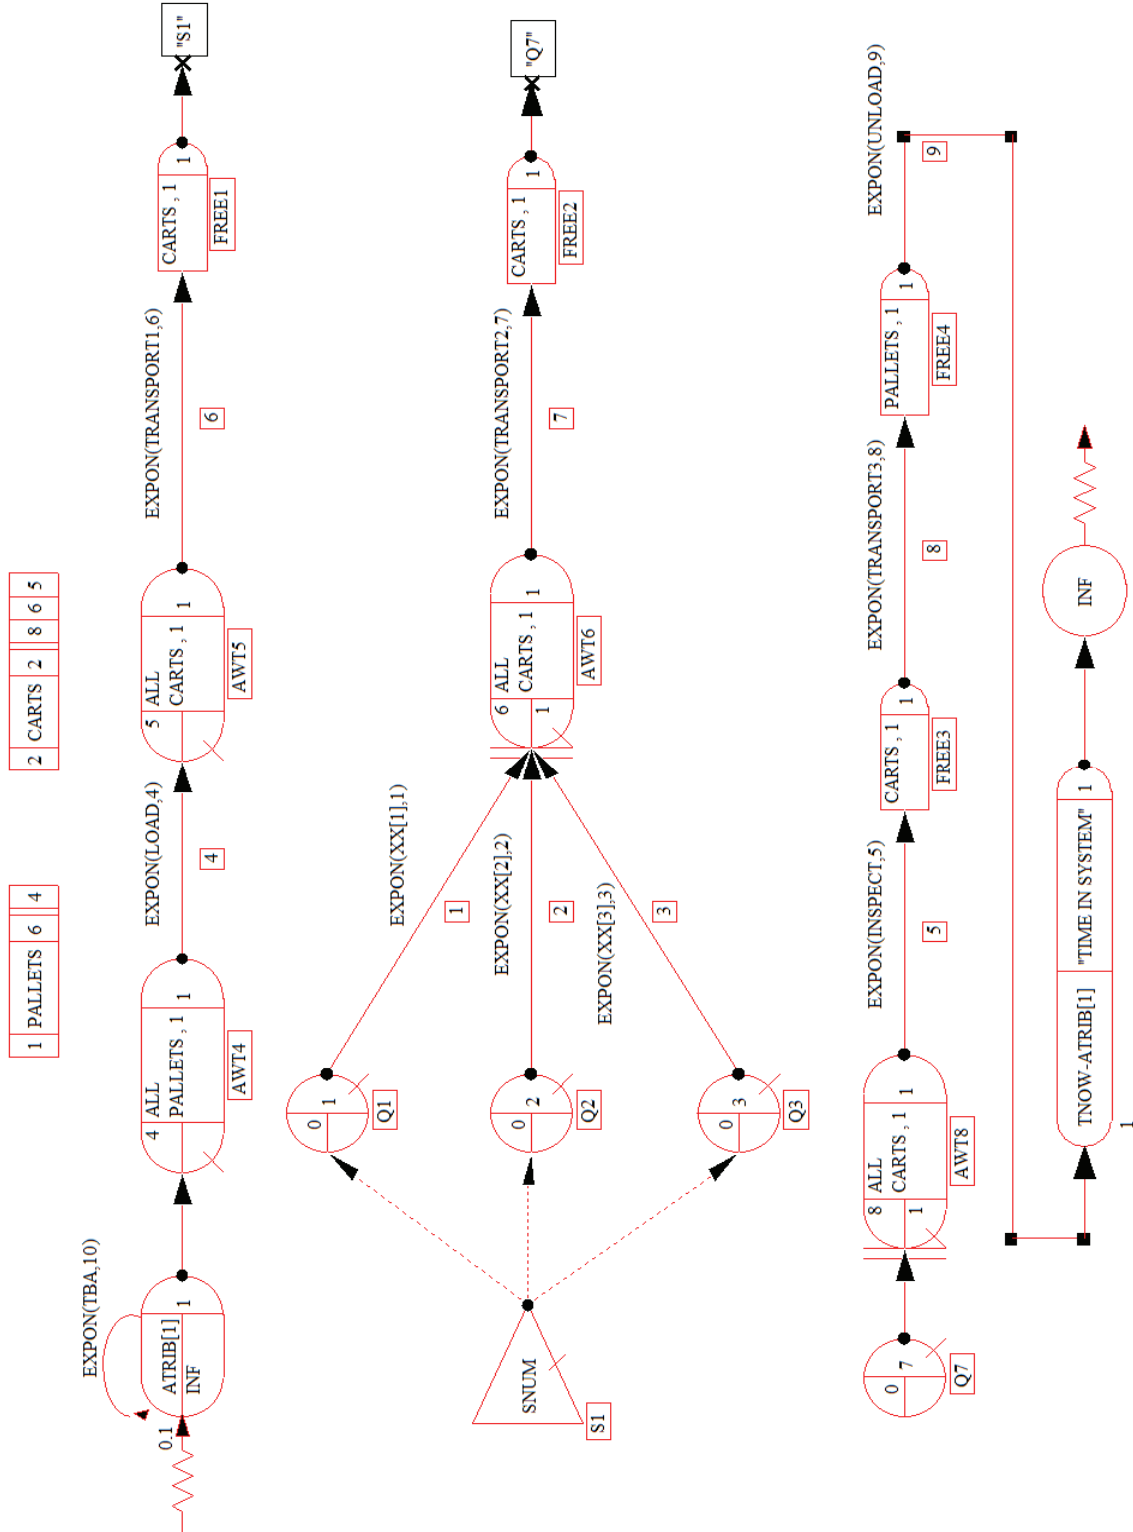 1 PALLETS 6 4
2 CARTS 2 8 6 5
EXPON(TBA,10)
0.1
ATRIB[1]
INF
1
4
ALL
PALLETS , 1
1
AWT4
EXPON(LOAD,4)
4
5
ALL
CARTS , 1
1
AWT5
EXPON(TRANSPORT1,6)
6
CARTS , 1
1
FREE1
"S1"
SNUM
S1
0
1
Q1
0
2
Q2
0
3
Q3
EXPON(XX[1],1)
1
EXPON(XX[2],2)
2
EXPON(XX[3],3)
3
6
1
ALL
CARTS , 1
1
AWT6
EXPON(TRANSPORT2,7)
7
CARTS , 1
1
FREE2
"Q7"
0
7
Q7
8
1
ALL
CARTS , 1
1
AWT8
EXPON(INSPECT,5)
5
CARTS , 1
1
FREE3
EXPON(TRANSPORT3,8)
8
PALLETS , 1
1
FREE4
EXPON(UNLOAD,9)
9
TNOW-ATRIB[1]
"TIME IN SYSTEM"
1
1
INF